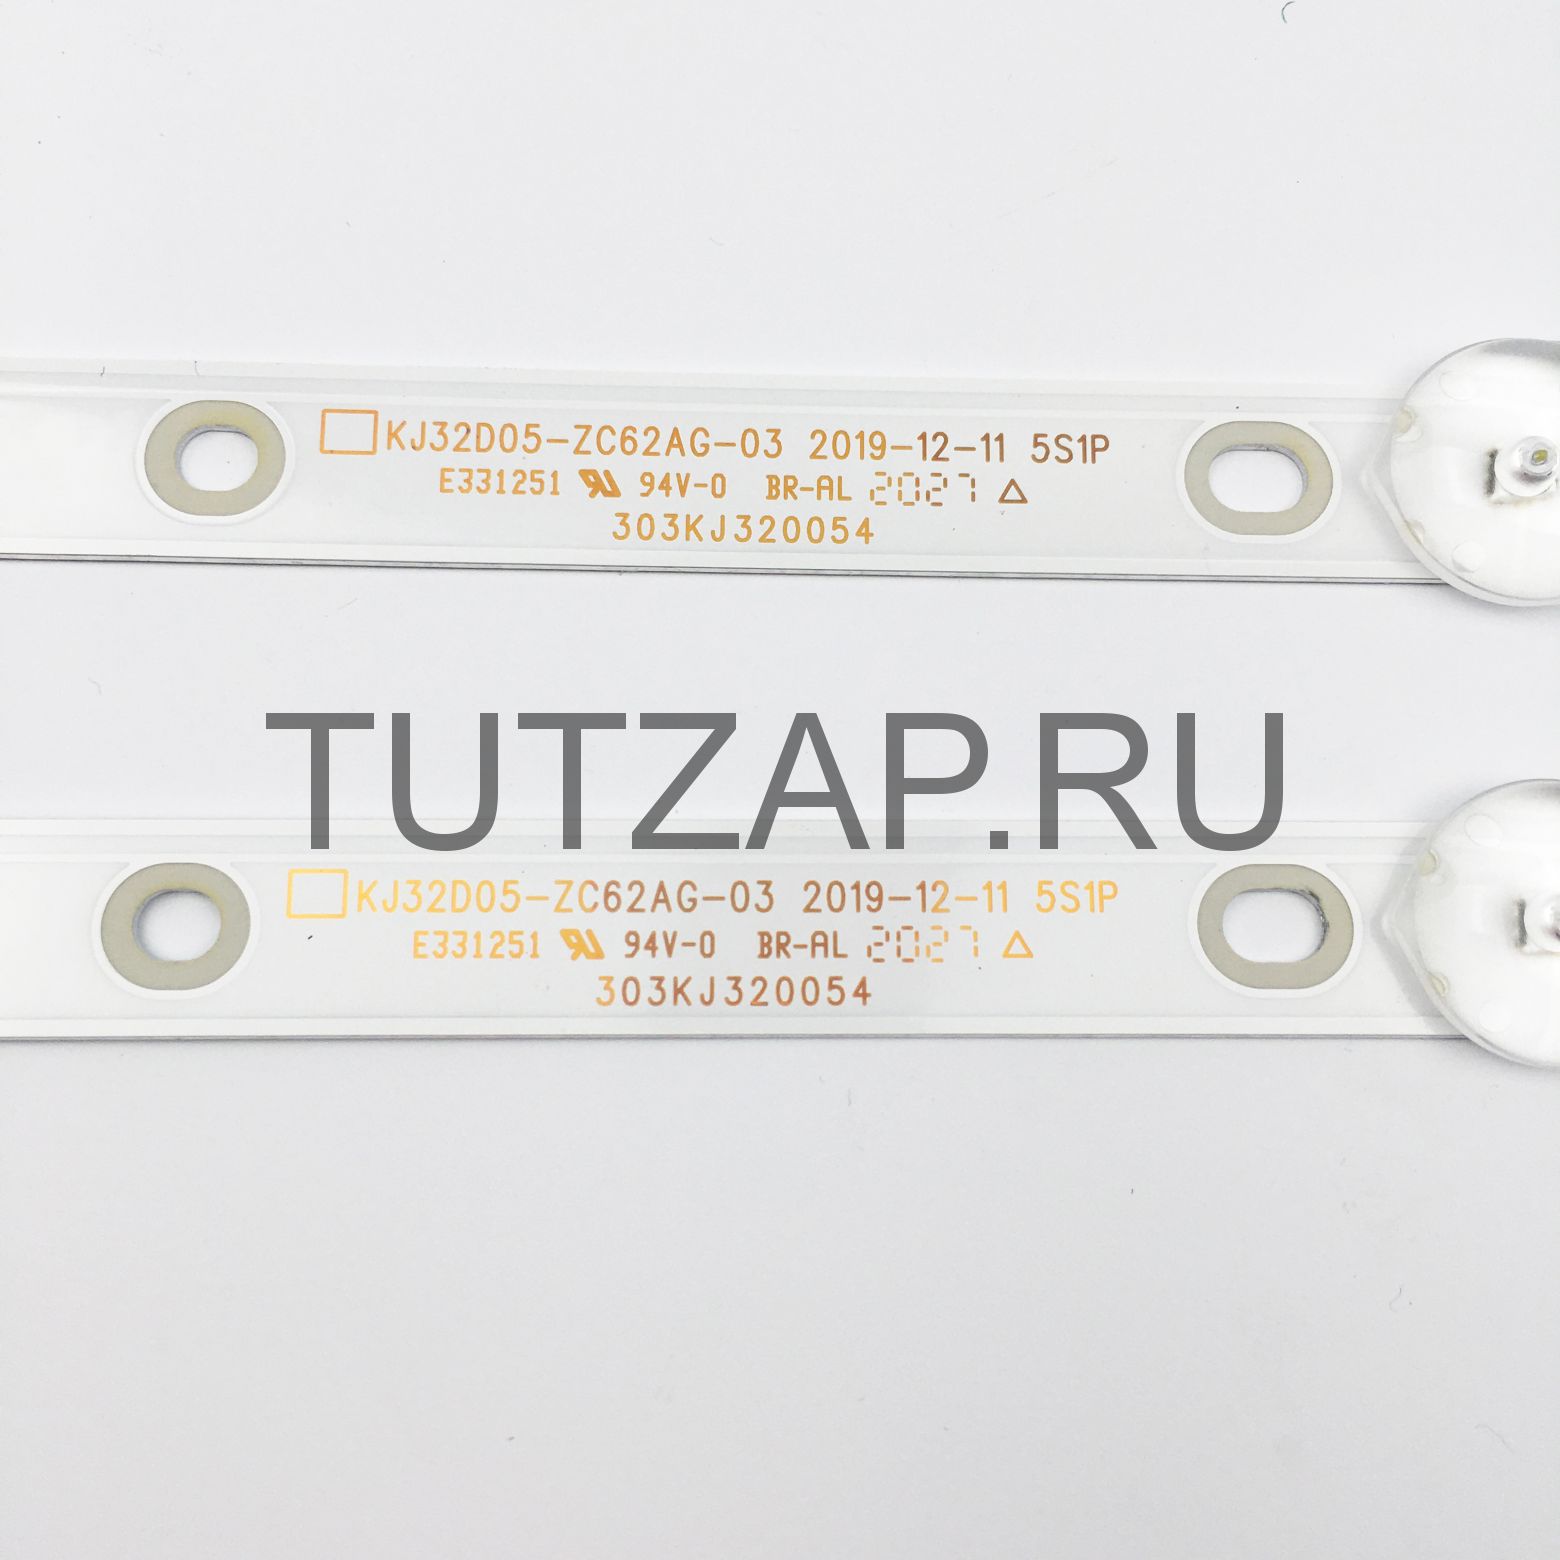 KJ32D05-ZC62AG-03 2019-12-11 5S1P
E331251 94V-0 BR-AL 2027
303KJ320054
TUTZAP.RU
KJ32D05-ZC62AG-03 2019-12-11 5S1P
E331251 94V-0 BR-AL 2027
303KJ320054